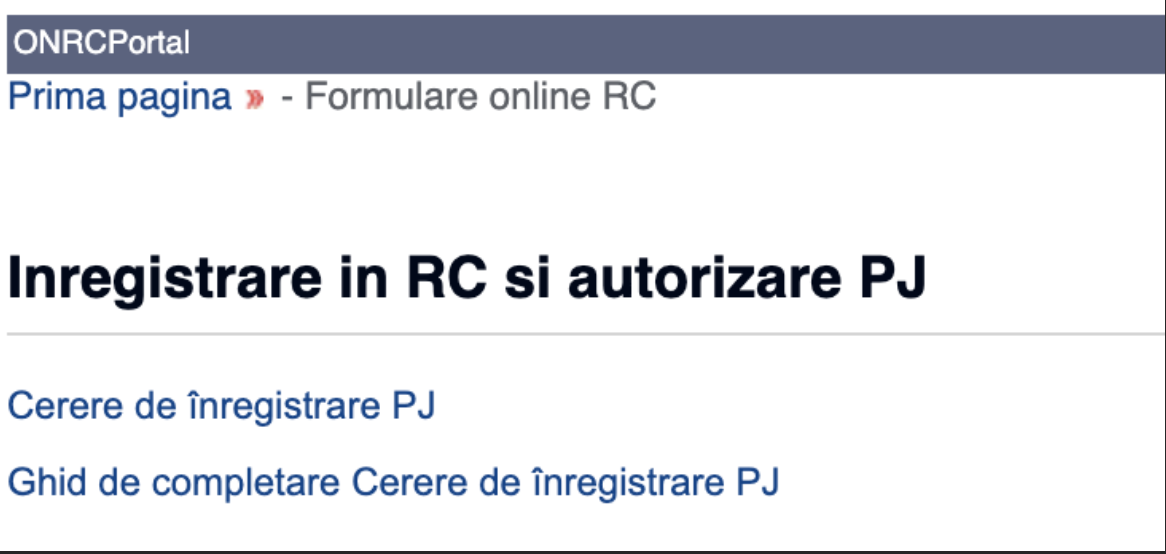 ONRCPortal
Prima pagina » - Formulare online RC
Inregistrare in RC si autorizare PJ
Cerere de înregistrare PJ
Ghid de completare Cerere de înregistrare PJ